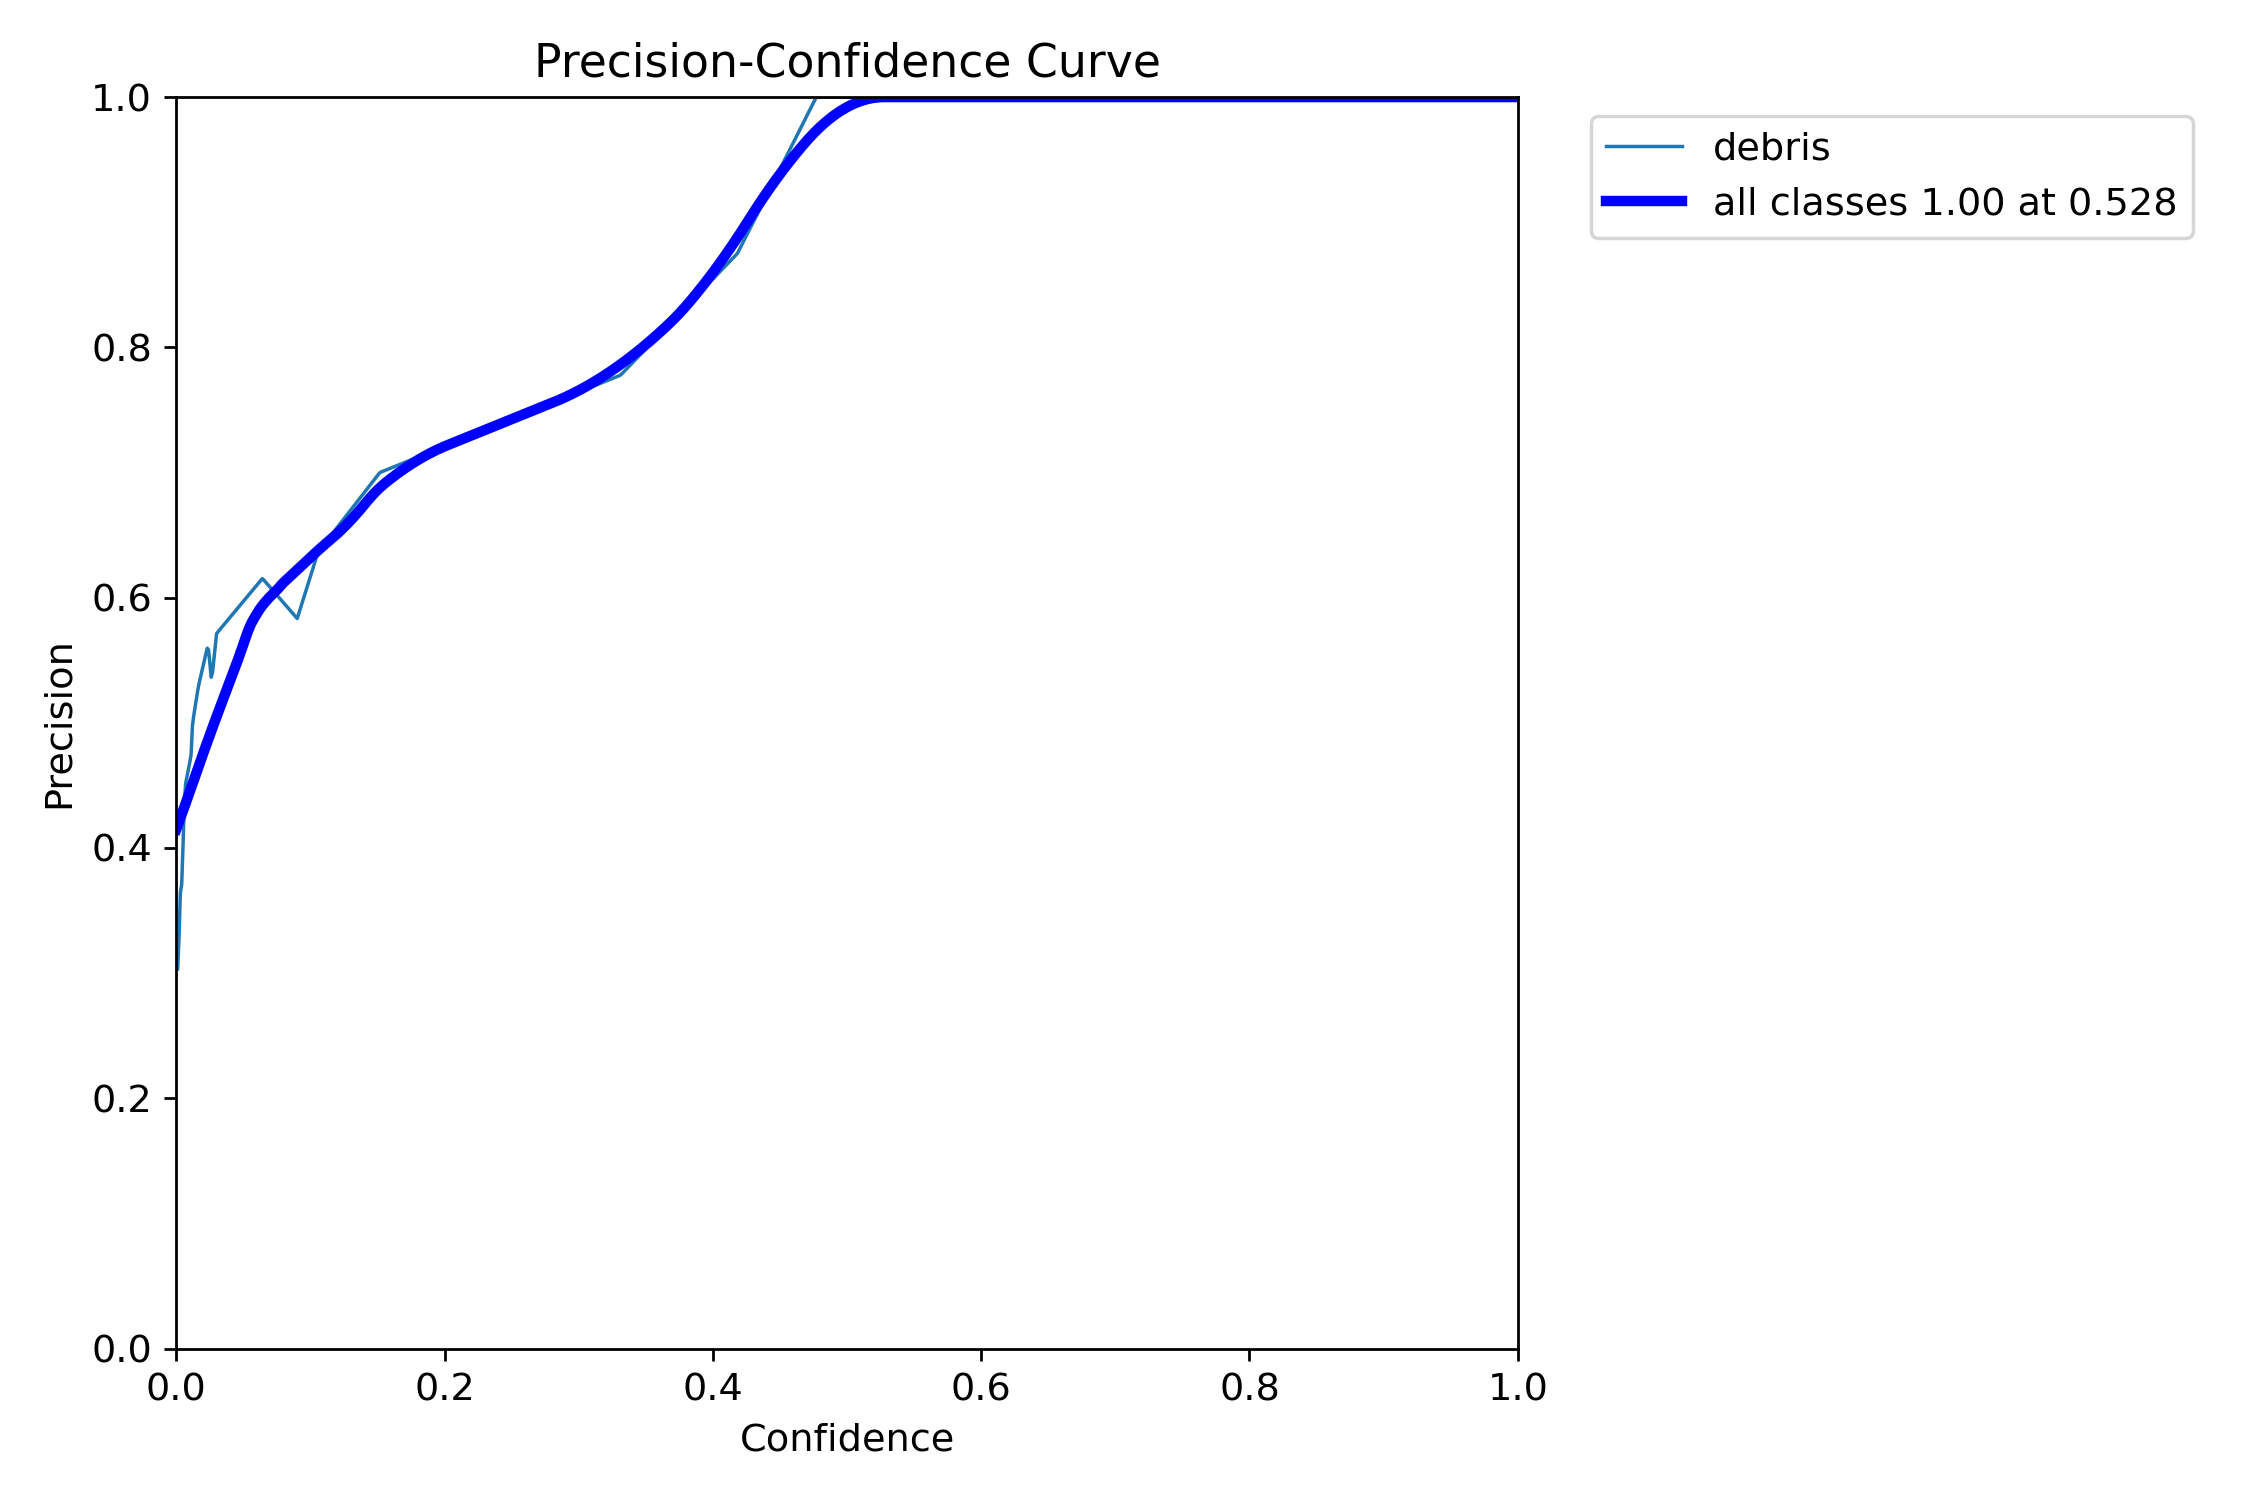 Precision-Confidence Curve
1.0
0.8
0.6
0.4
0.2
0.0
Precision
0.0 0.2 0.4 0.6 0.8 1.0
Confidence
debris
all classes 1.00 at 0.528